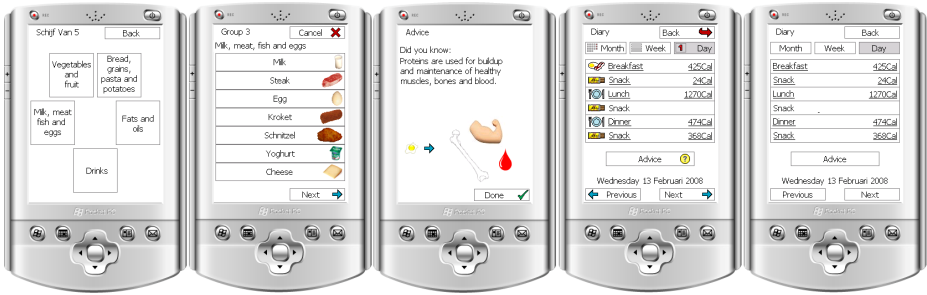 Schijf Van 5
Back
Vegetables
and
fruit
Bread,
grains,
pasta and
potatoes
Milk, meat
fish and
eggs
Fats and
oils
Drinks
Group 3
Cancel
Milk, meat, fish and eggs
Milk
Steak
Egg
Kroket
Schnitzel
Yoghurt
Cheese
Next
Advice
Did you know:
Proteins are used for buildup
and maintenance of healthy
muscles, bones and blood.
Done
Diary
Back
Month
Week
1 Day
Breakfast 425Cal
Snack 24Cal
Lunch 1270Cal
Snack
Dinner 474Cal
Snack 368Cal
Advice ?
Wednesday 13 Februari 2008
Previous
Next
Diary
Back
Month
Week
Day
Breakfast 425Cal
Snack 24Cal
Lunch 1270Cal
Snack
Dinner 474Cal
Snack 368Cal
Advice
Wednesday 13 Februari 2008
Previous
Next